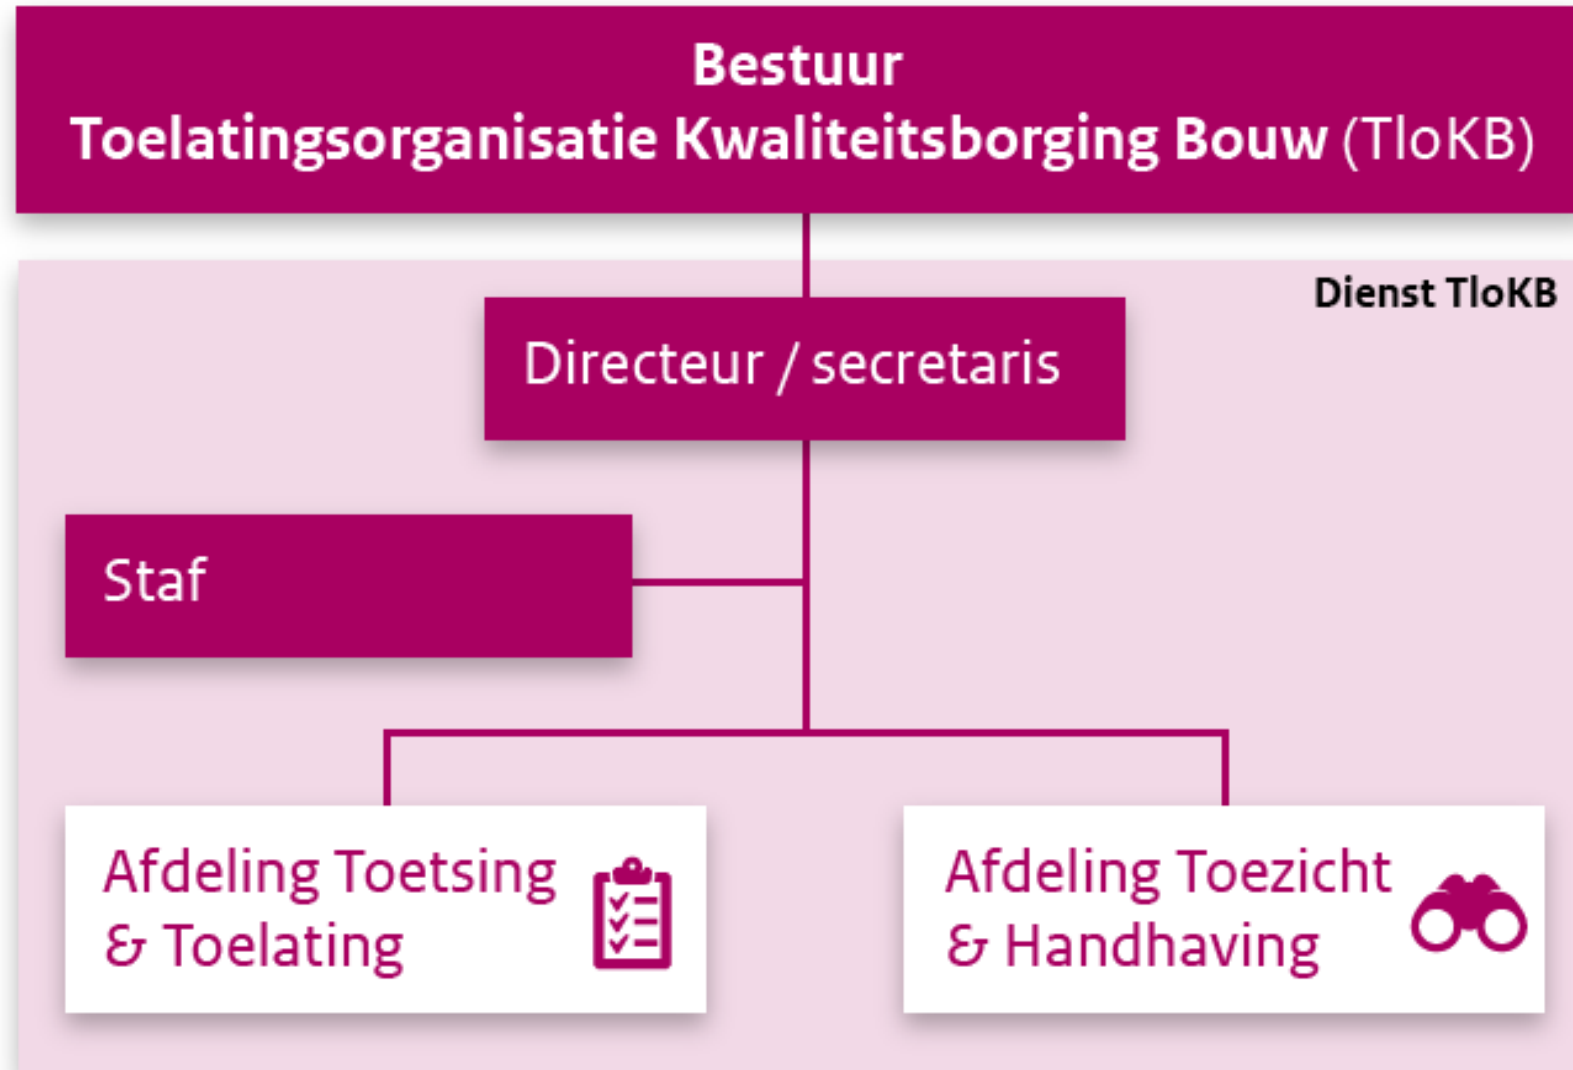 Bestuur
Toelatingsorganisatie Kwaliteitsborging Bouw (TloKB)
Dienst TloKB
Directeur / secretaris
Staf
Afdeling Toetsing
& Toelating
Afdeling Toezicht
& Handhaving